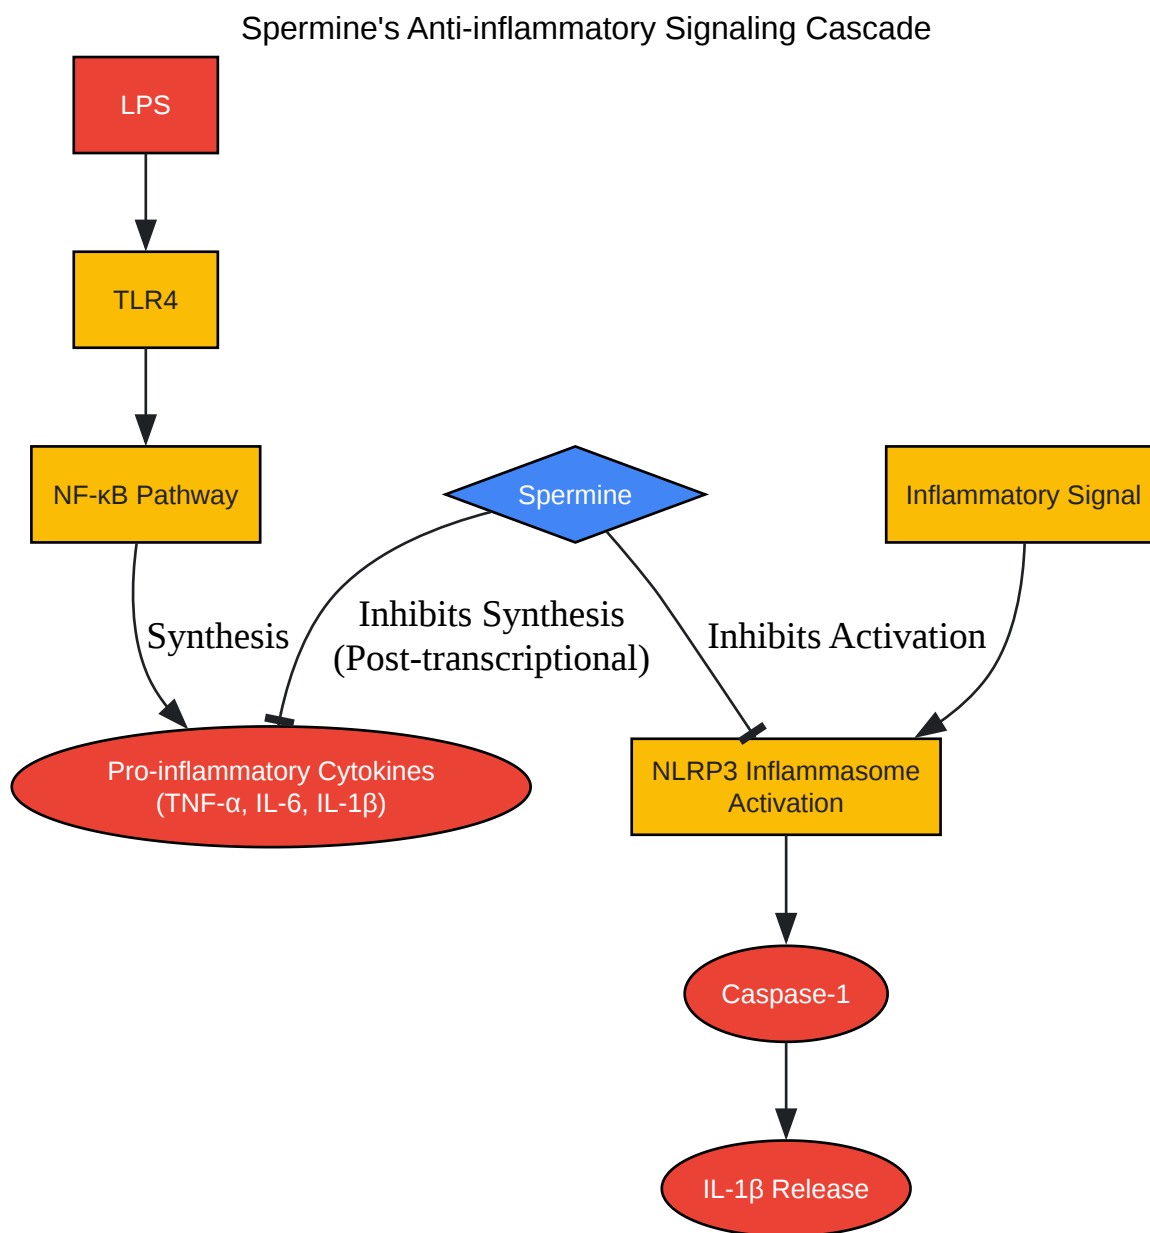 Spermine's Anti-inflammatory Signaling Cascade
LPS
TLR4
NF-κB Pathway
Spermine
Inflammatory Signal
Synthesis
Inhibits Synthesis
(Post-transcriptional)
Inhibits Activation
Pro-inflammatory Cytokines
(TNF-α, IL-6, IL-1β)
NLRP3 Inflammasome
Activation
Caspase-1
IL-1β Release